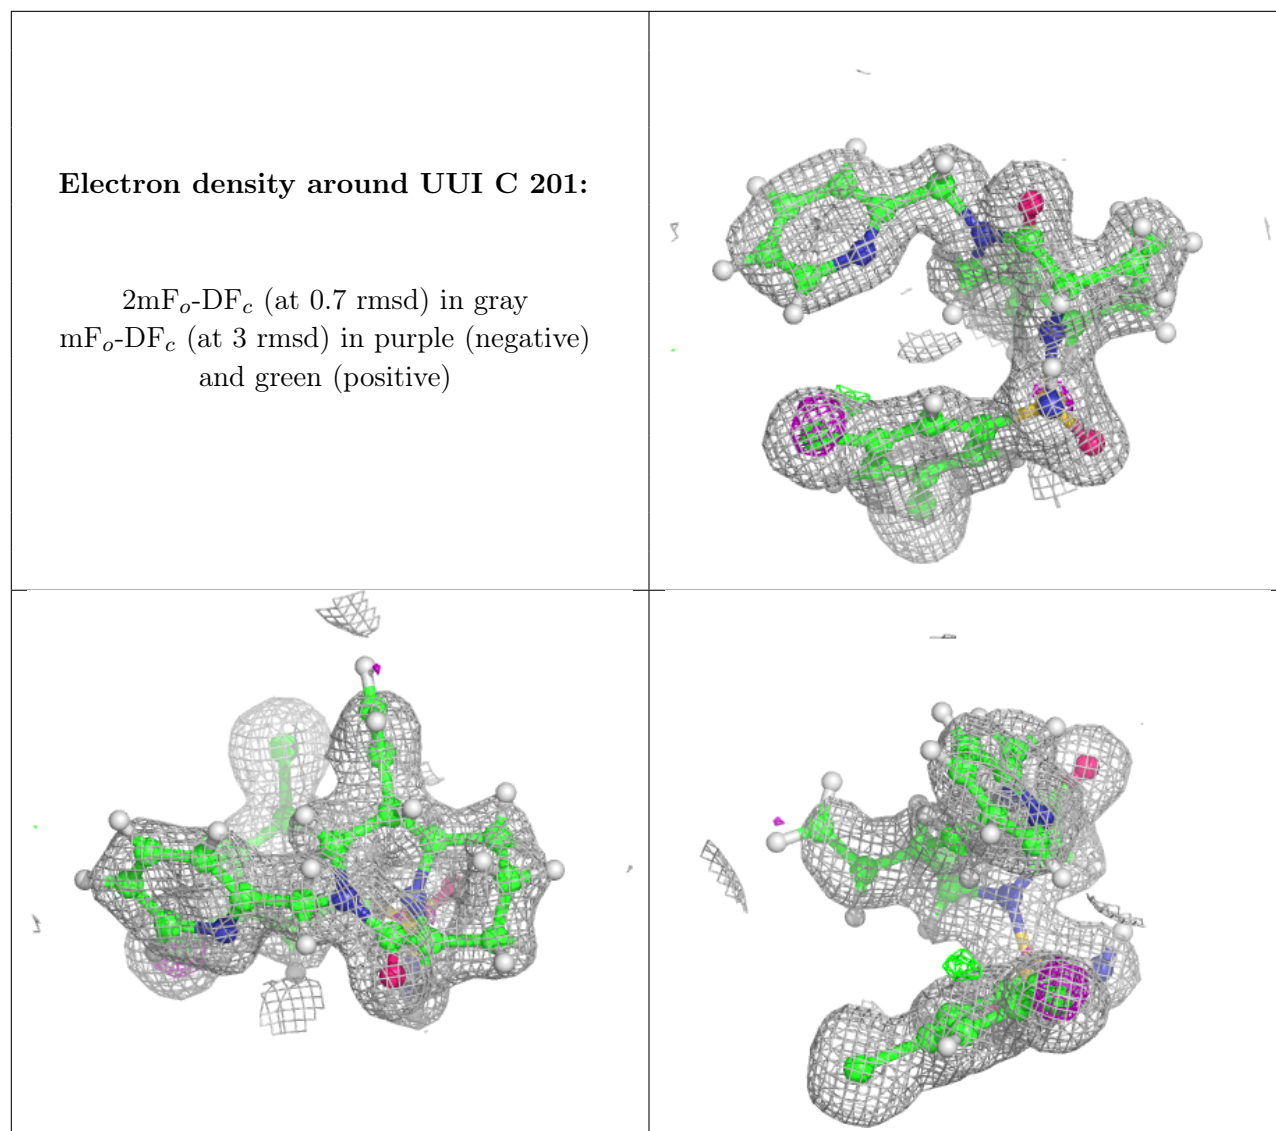 Electron density around UUI C 201:
2mFo-DFc (at 0.7 rmsd) in gray
mFo-DFc (at 3 rmsd) in purple (negative)
and green (positive)